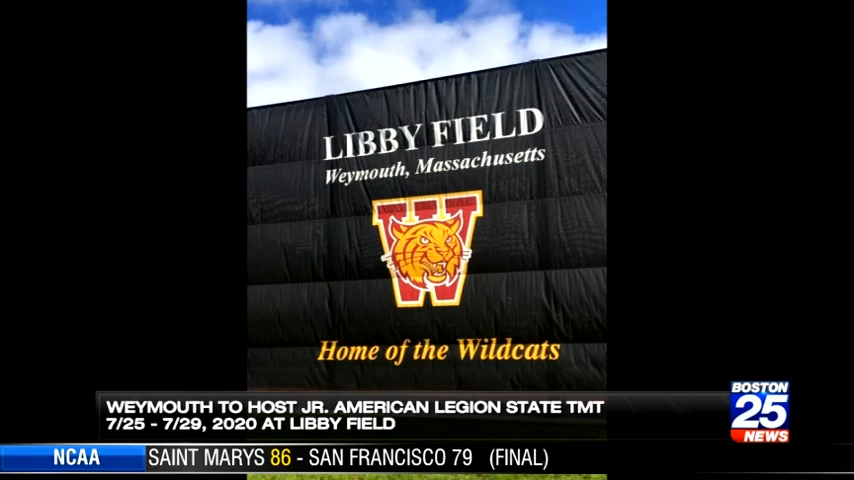 LIBBY FIELD
Weymouth, Massachusetts
W
Home of the Wildcats
WEYMOUTH TO HOST JR. AMERICAN LEGION STATE TMT
7/25 - 7/29, 2020 AT LIBBY FIELD
BOSTON
25
NEWS
NCAA SAINT MARYS 86 - SAN FRANCISCO 79 (FINAL)